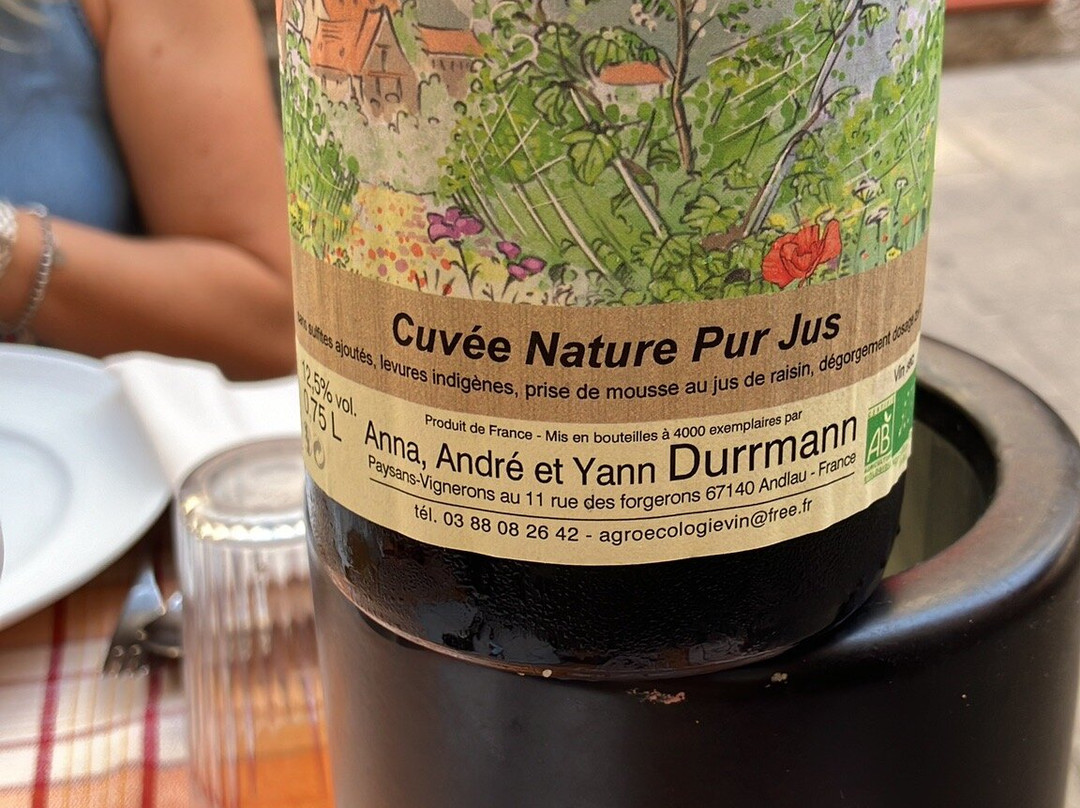 Cuvée Nature Pur Jus
sans sulfites ajoutés, levures indigènes, prise de mousse au jus de raisin, dégorgement dosage
12,5% vol.
0,75 L
Produit de France - Mis en bouteilles à 4000 exemplaires par
Anna, André et Yann Durrmann
Paysans-Vignerons au 11 rue des forgerons 67140 Andlau - France
tél. 03 88 08 26 42 - agroecologievin@free.fr
Vin
AB